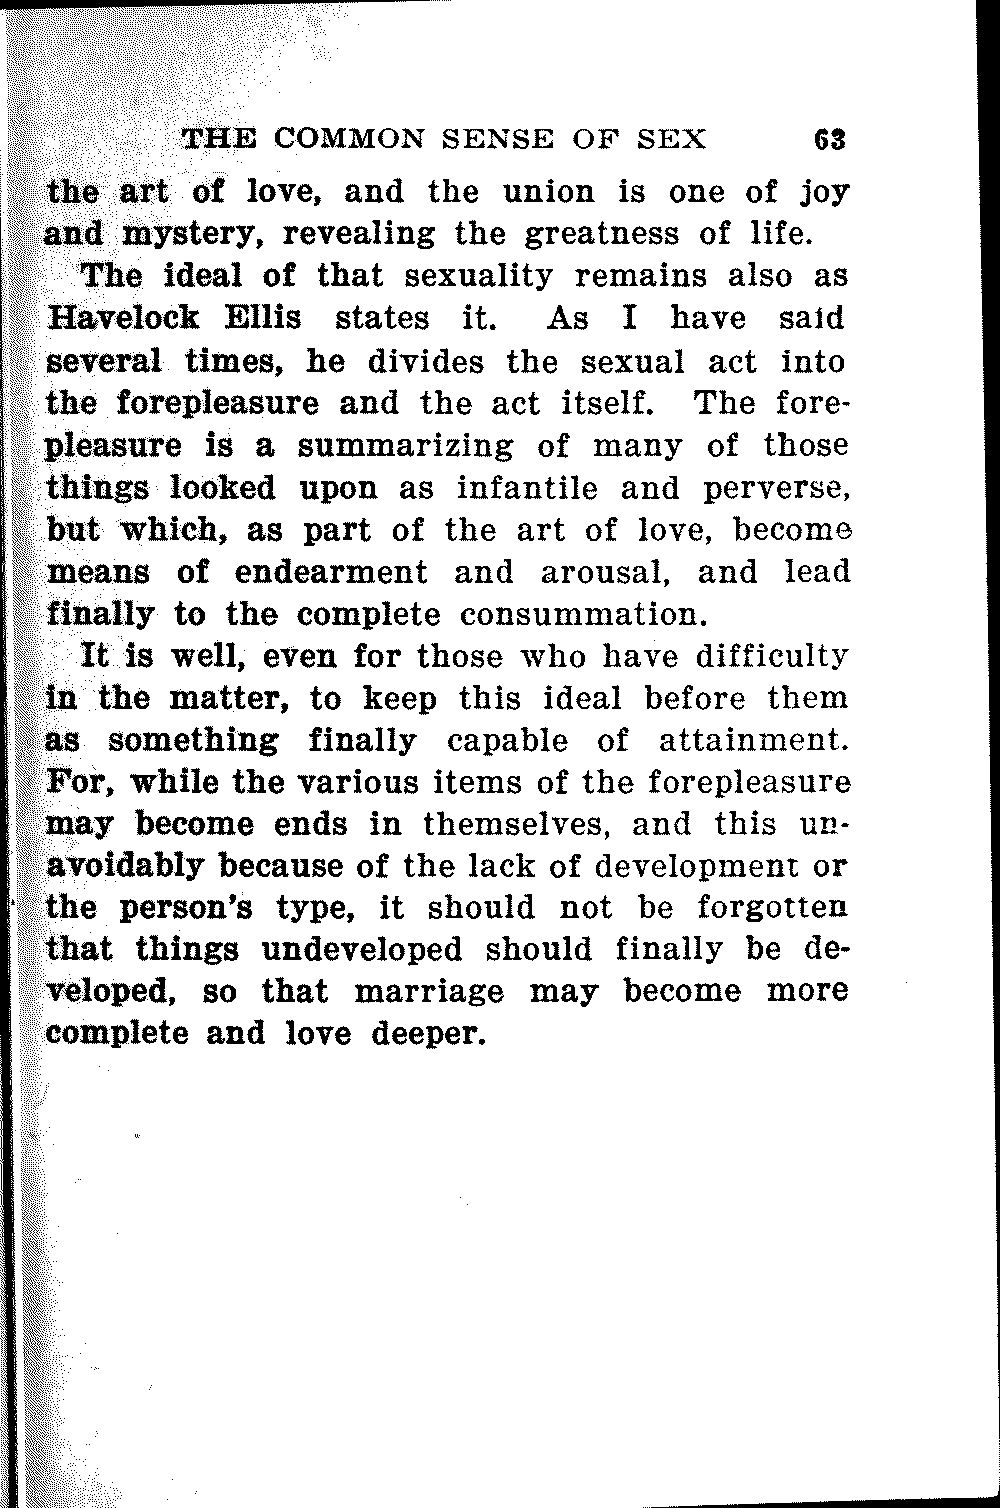 THE COMMON SENSE OF SEX 63
the art of love, and the union is one of joy
and mystery, revealing the greatness of life.
The ideal of that sexuality remains also as
Havelock Ellis states it. As I have said
several times, he divides the sexual act into
the forepleasure and the act itself. The fore-
pleasure is a summarizing of many of those
things looked upon as infantile and perverse,
but which, as part of the art of love, become
means of endearment and arousal, and lead
finally to the complete consummation.
It is well, even for those who have difficulty
in the matter, to keep this ideal before them
as something finally capable of attainment.
For, while the various items of the forepleasure
may become ends in themselves, and this un-
avoidably because of the lack of development or
the person's type, it should not be forgotten
that things undeveloped should finally be de-
veloped, so that marriage may become more
complete and love deeper.